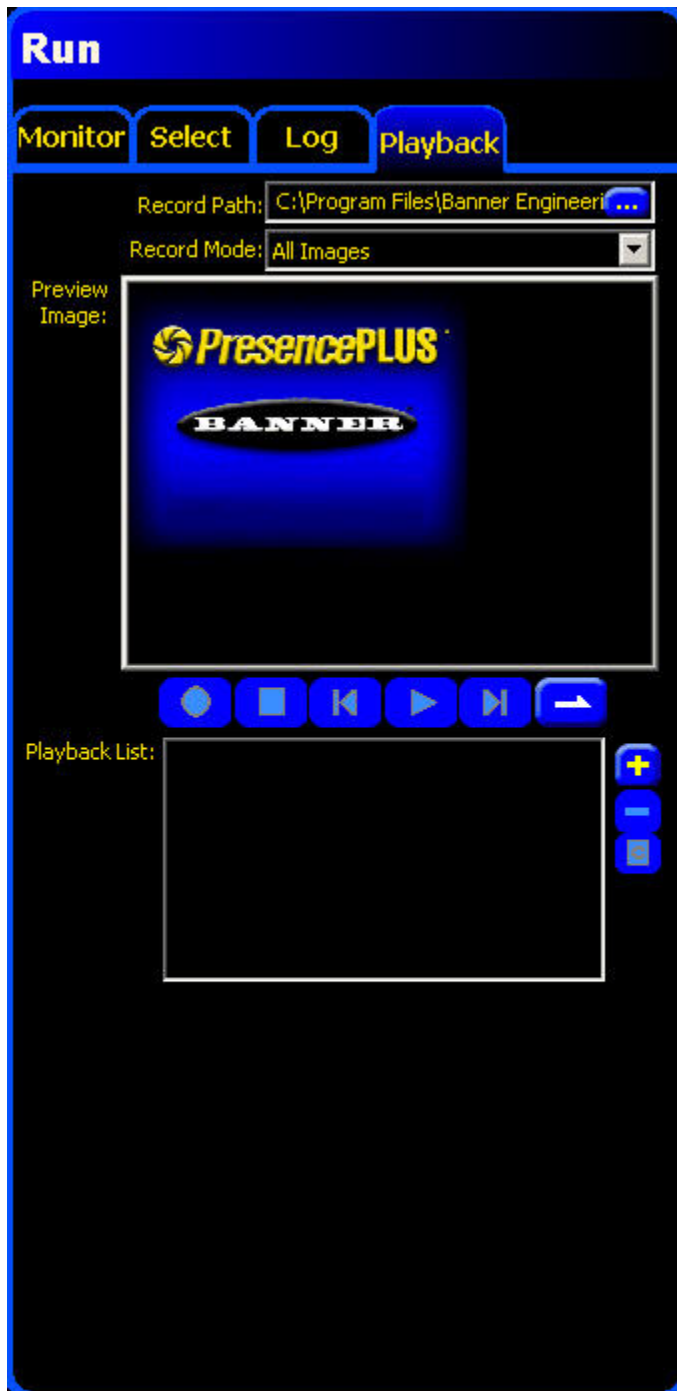 Run
Monitor Select Log Playback
Record Path: C:\Program Files\Banner Engineeri ...
Record Mode: All Images
Preview
Image:
PresencePLUS
BANNER
Playback List: